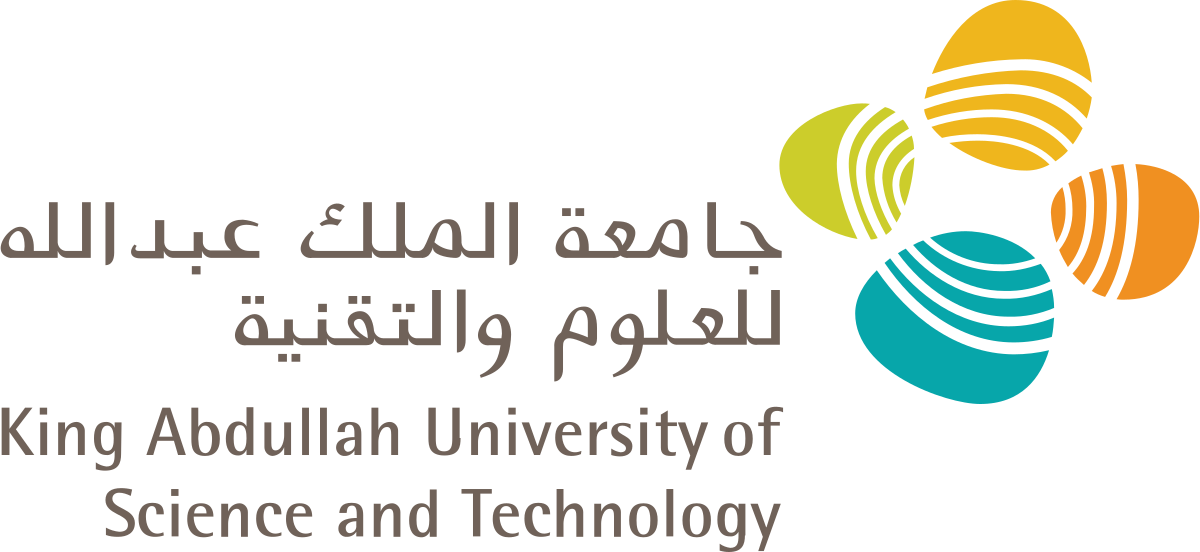 جامعة الملك عبدالله
للعلوم والتقنية
King Abdullah University of
Science and Technology